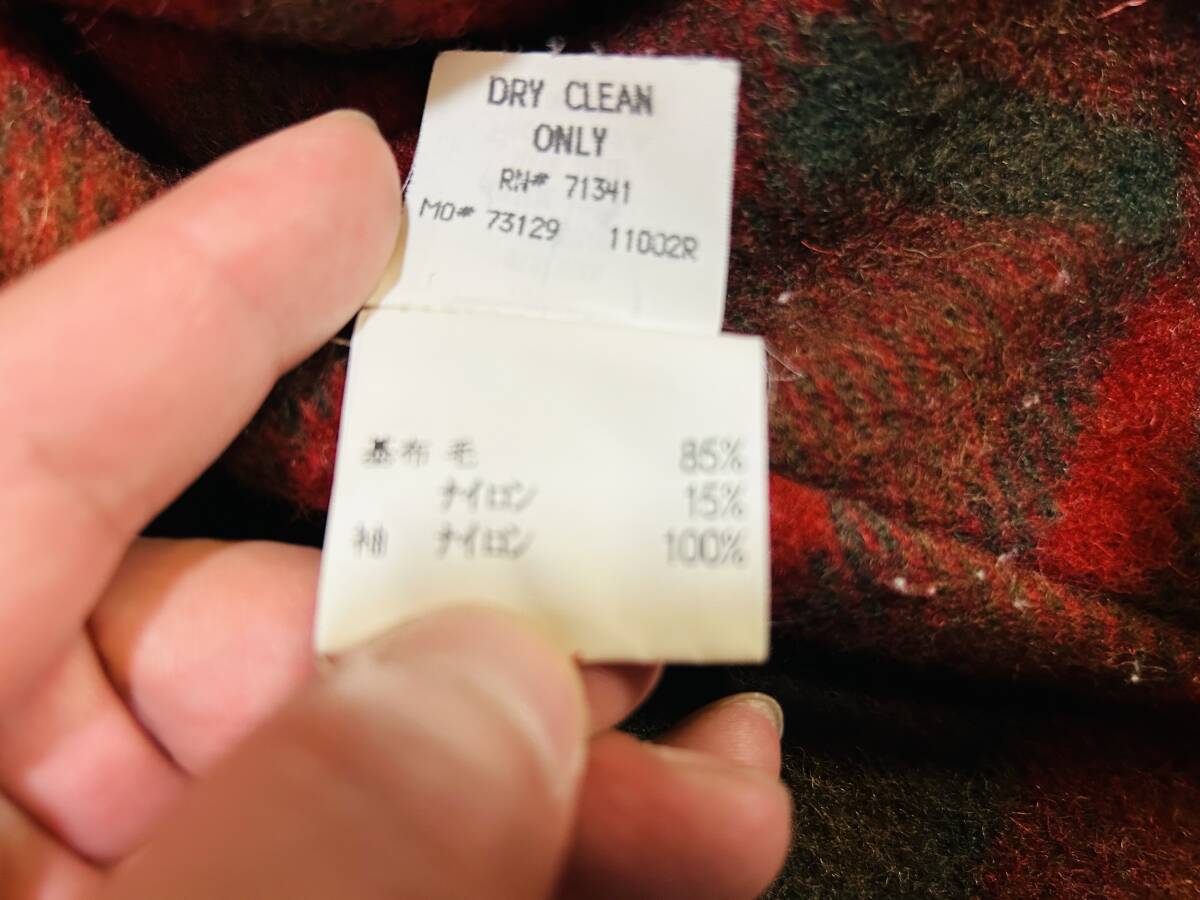 DRY CLEAN
ONLY
RN# 71341
MO# 73129 11002R
基布 毛 85%
ナイロン 15%
袖 ナイロン 100%